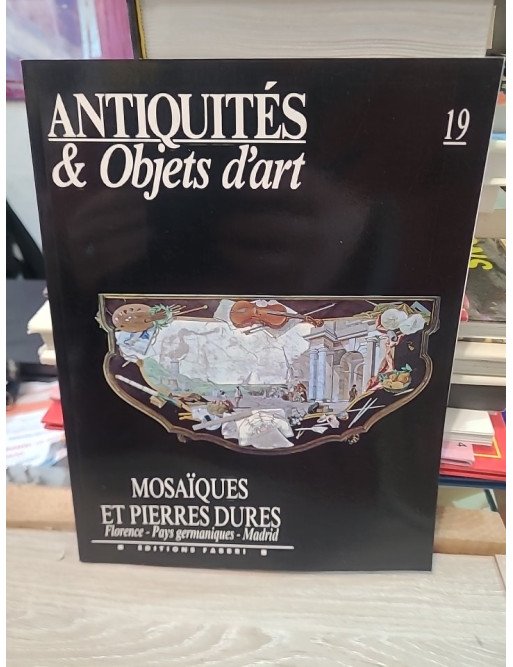 ANTIQUITÉS
& Objets d'art
19
MOSAÏQUES
ET PIERRES DURES
Florence - Pays germaniques - Madrid
EDITIONS FABBRI